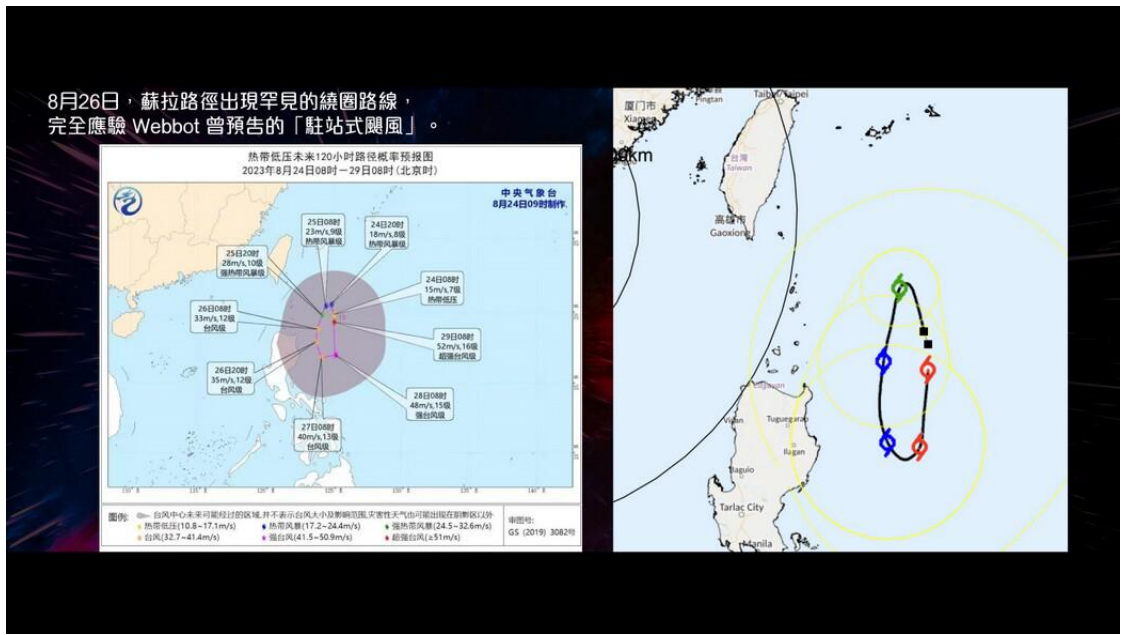 8月26日，蘇拉路徑出現罕見的繞圈路線，
完全應驗 Webbot 曾預告的「駐站式颶風」。
热带低压未来120小时路径概率预报图
2023年8月24日08时—29日08时(北京时)
中央气象台
8月24日09时制作
25日08时
23m/s,9级
热带风暴级
24日20时
18m/s,8级
热带风暴级
25日20时
28m/s,10级
强热带风暴级
24日08时
15m/s,7级
热带低压
26日08时
33m/s,12级
台风级
29日08时
52m/s,16级
超强台风级
26日20时
35m/s,12级
台风级
28日08时
48m/s,15级
强台风级
27日08时
40m/s,13级
台风级
110° E
115° E
120° E
125° E
130° E
135° E
140° E
图例:
台风中心未来可能经过的区域,并不表示台风大小及影响范围,灾害性天气也可能出现在阴影区以外
热带低压(10.8~17.1m/s)
热带风暴(17.2~24.4m/s)
强热带风暴(24.5~32.6m/s)
台风(32.7~41.4m/s)
强台风(41.5~50.9m/s)
超强台风(≥51m/s)
审图号:
GS (2019) 3082号
厦门市
Xiamen
Pingtan
Taibei/Taipei
km
台灣
Taiwan
高雄市
Gaoxiong
Vigan
Tuguegarao
Ilagan
Baguio
Tarlac City
Manila